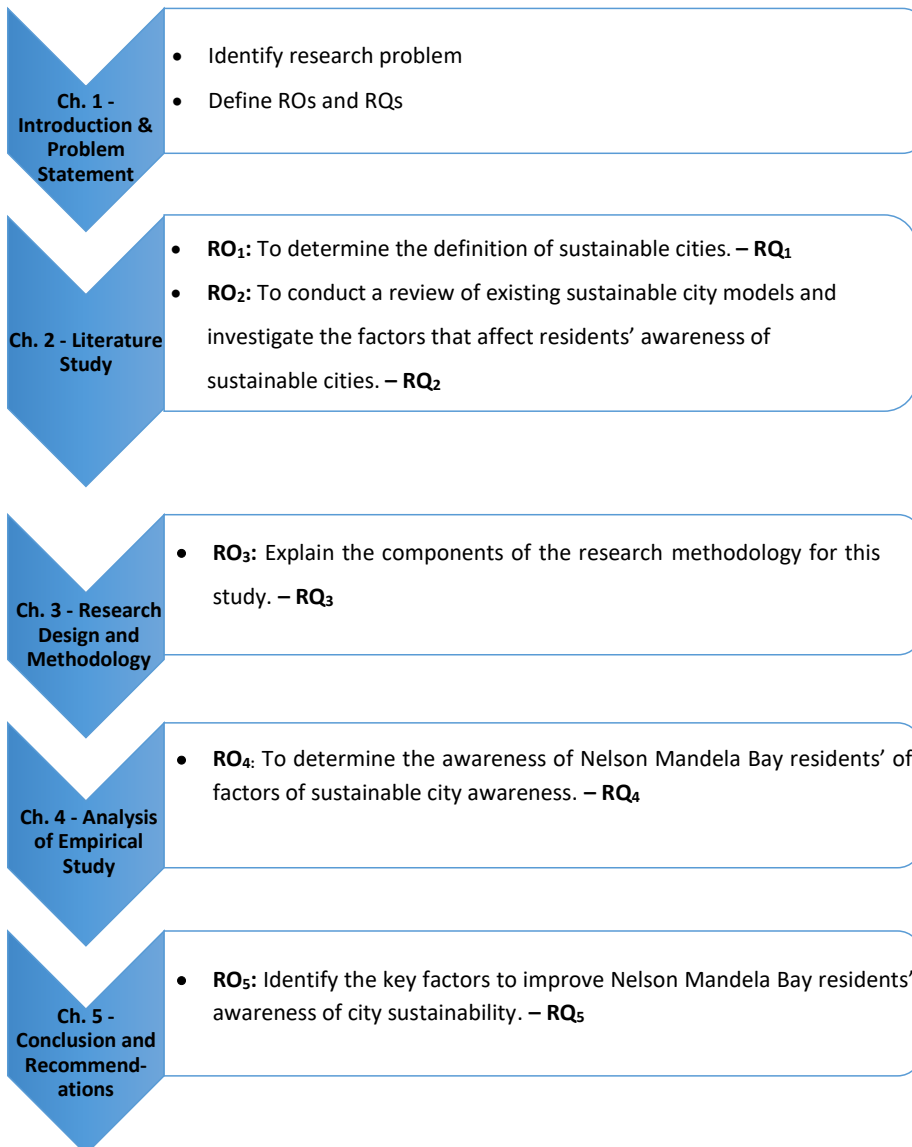 Ch. 1 -
Introduction &
Problem
Statement
• Identify research problem
• Define ROs and RQs
Ch. 2 - Literature
Study
• RO₁: To determine the definition of sustainable cities. – RQ₁
• RO₂: To conduct a review of existing sustainable city models and
investigate the factors that affect residents’ awareness of
sustainable cities. – RQ₂
Ch. 3 - Research
Design and
Methodology
• RO₃: Explain the components of the research methodology for this
study. – RQ₃
Ch. 4 - Analysis
of Empirical
Study
• RO₄: To determine the awareness of Nelson Mandela Bay residents’ of
factors of sustainable city awareness. – RQ₄
Ch. 5 -
Conclusion and
Recommend-
ations
• RO₅: Identify the key factors to improve Nelson Mandela Bay residents’
awareness of city sustainability. – RQ₅